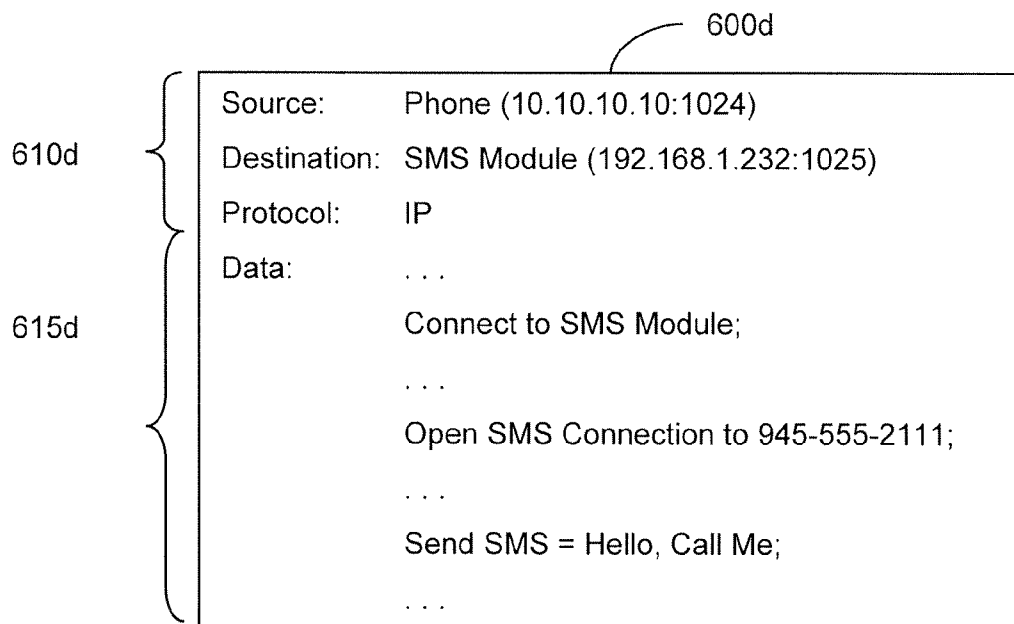 600d
Source: Phone (10.10.10.10:1024)
610d
Destination: SMS Module (192.168.1.232:1025)
Protocol: IP
Data: . . .
615d
Connect to SMS Module;
. . .
Open SMS Connection to 945-555-2111;
. . .
Send SMS = Hello, Call Me;
. . .